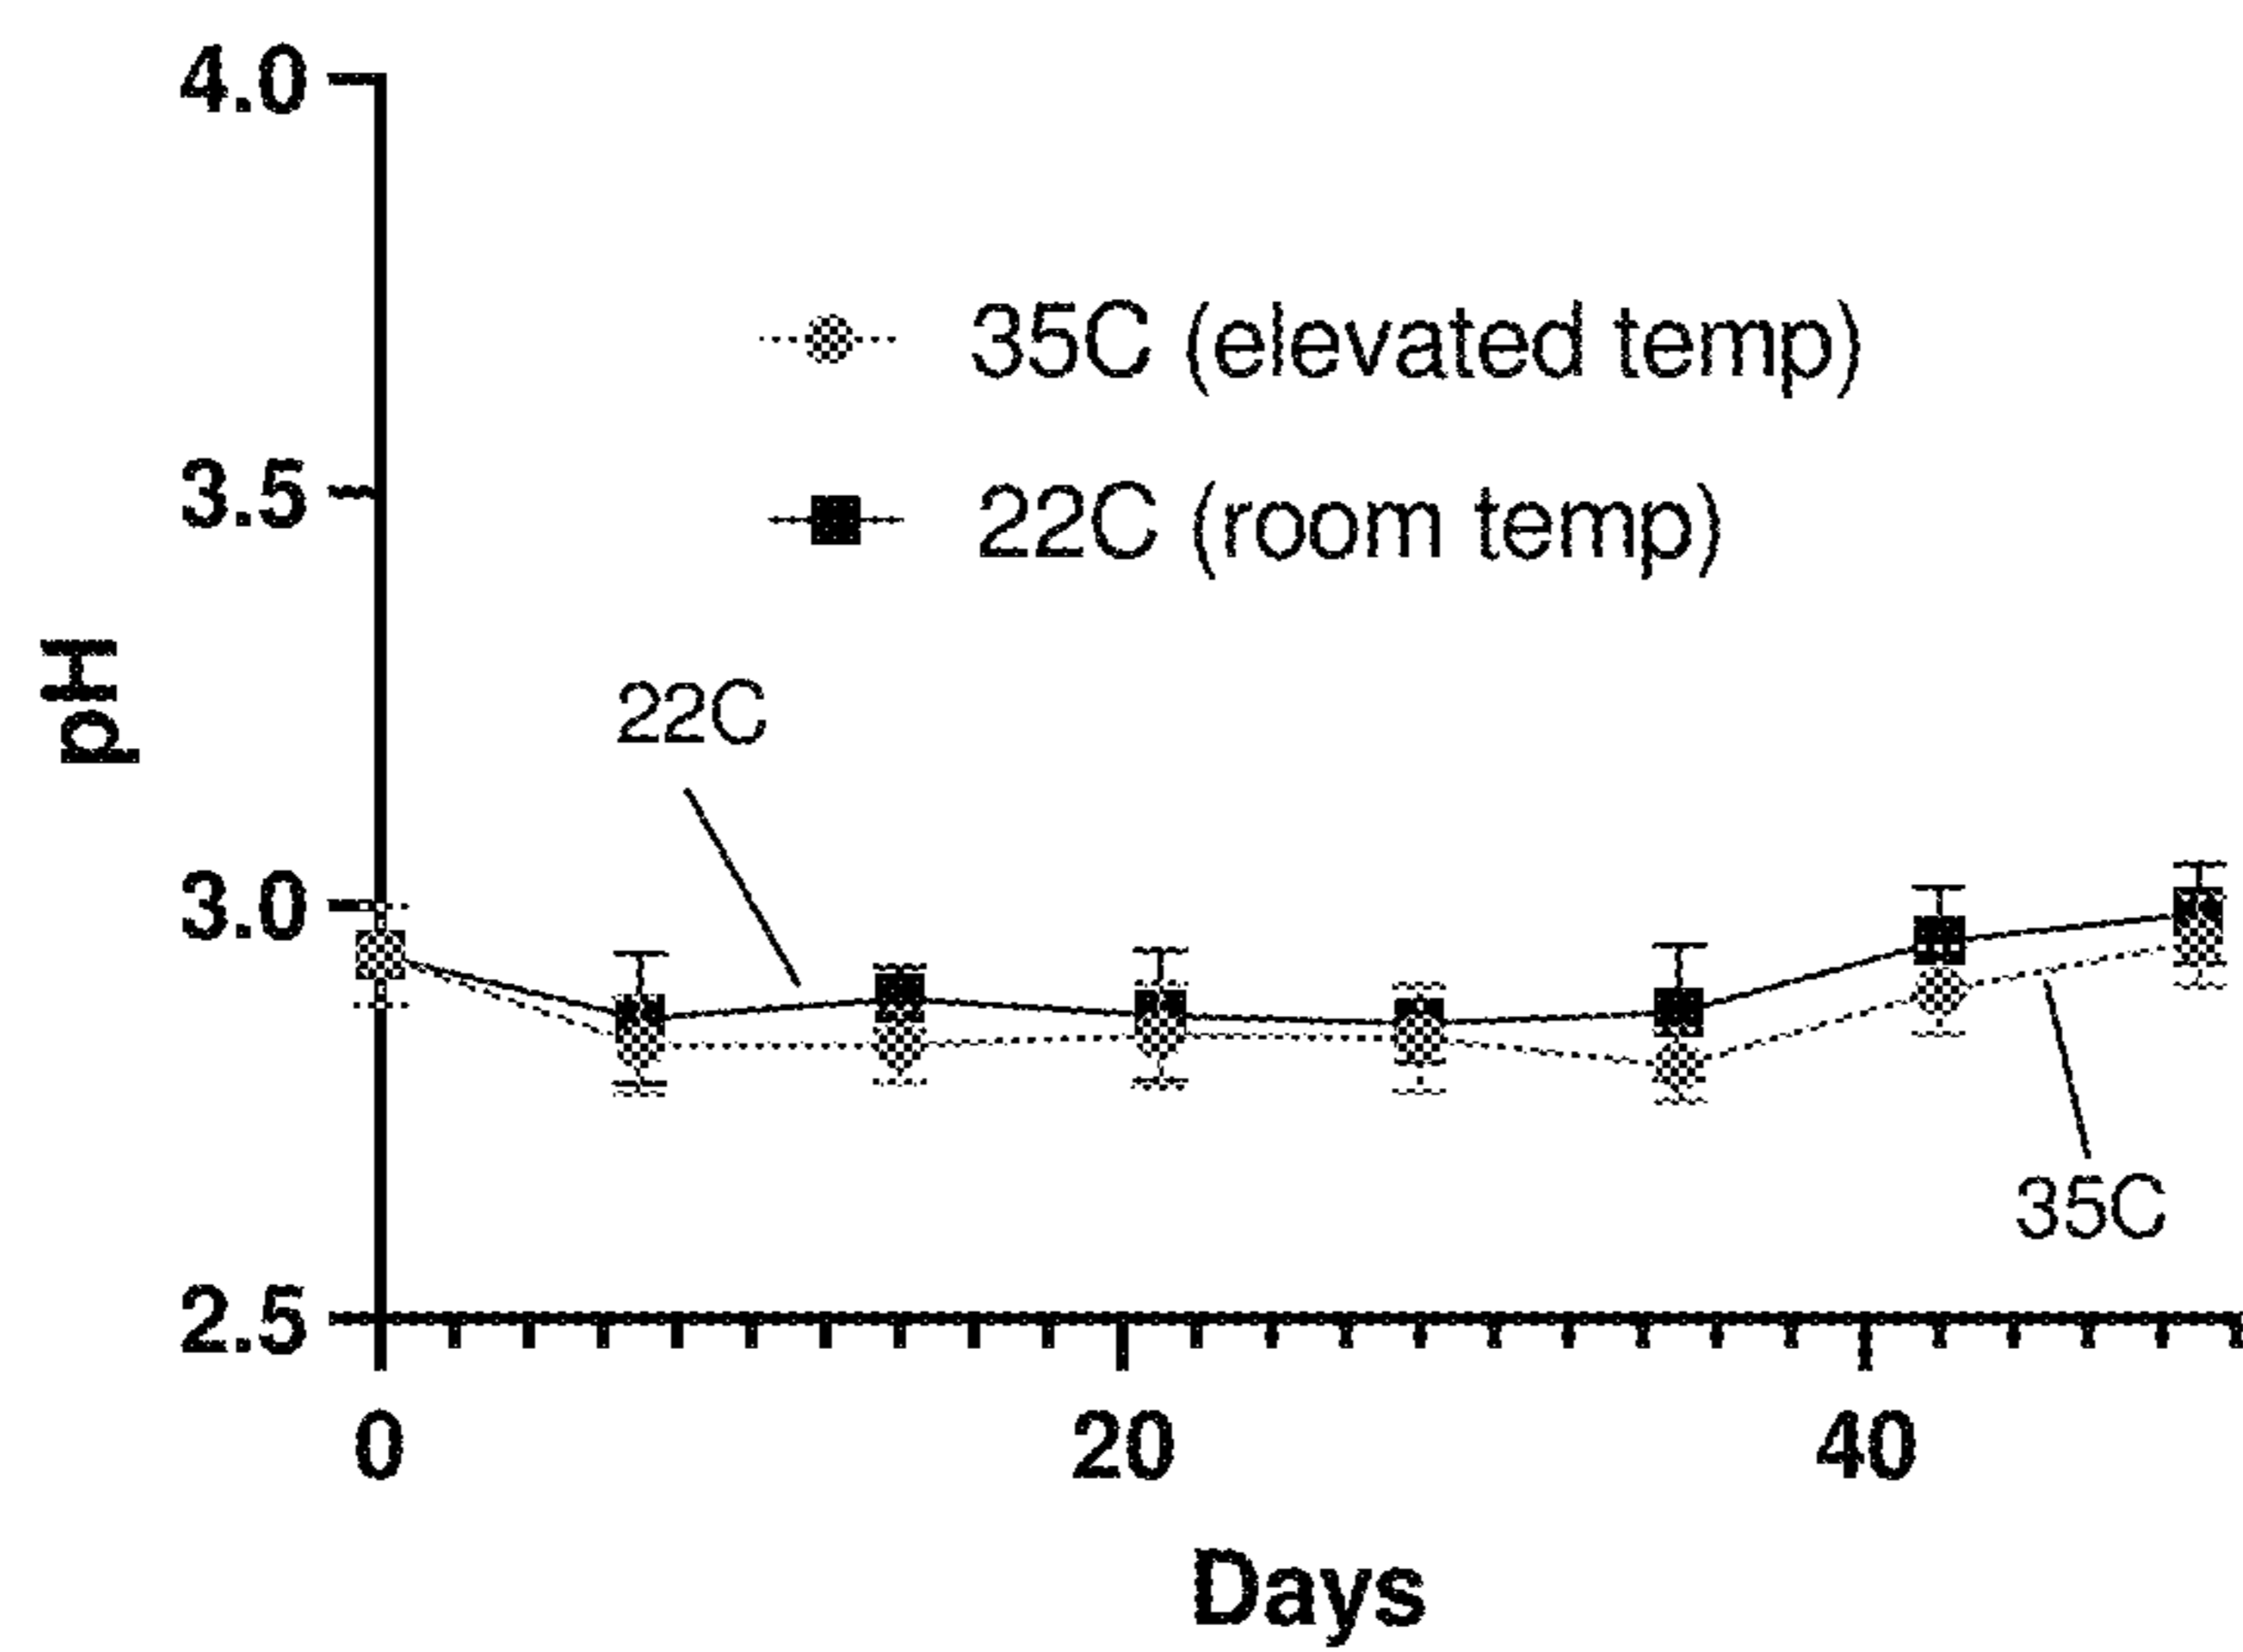 4.0
35C (elevated temp)
3.5
22C (room temp)
pH
22C
3.0
35C
2.5
0 20 40
Days